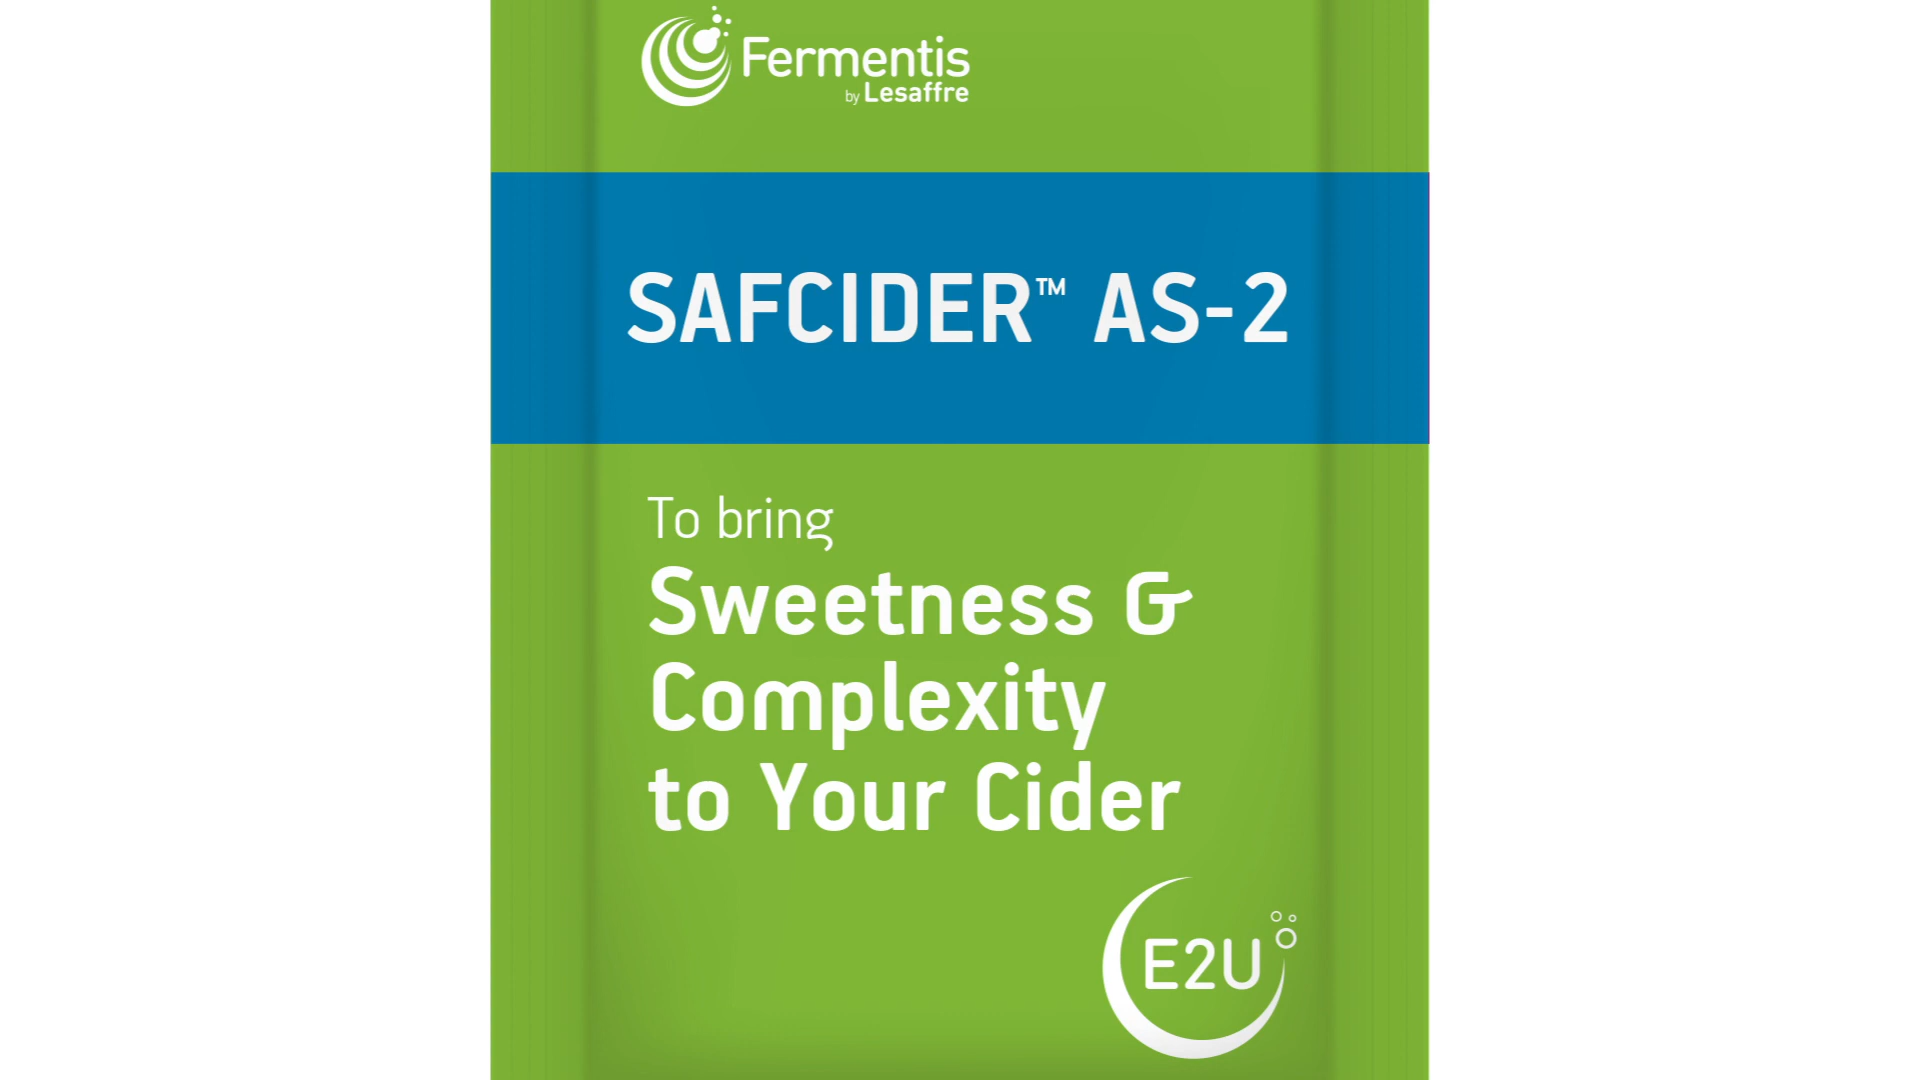 Fermentis
by Lesaffre
SAFCIDER™ AS-2
To bring
Sweetness &
Complexity
to Your Cider
E2U